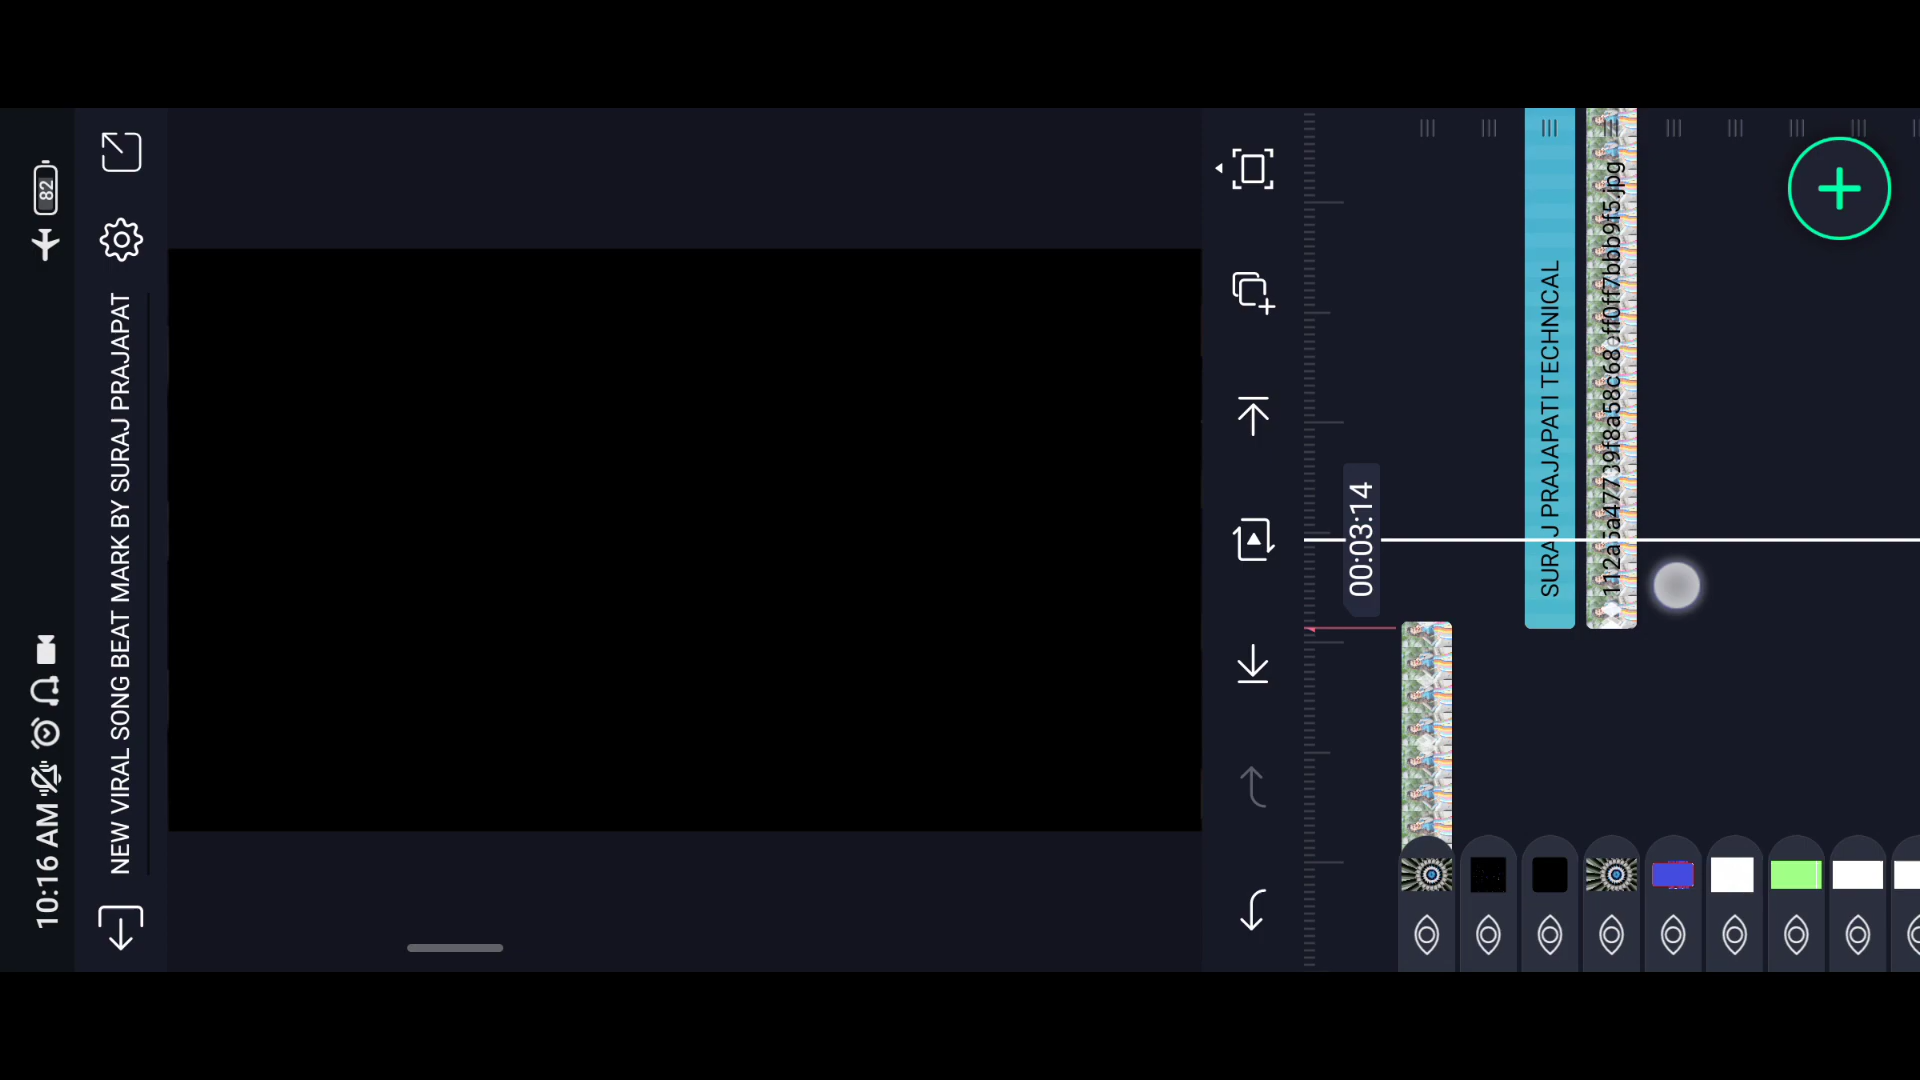 10:16 AM
82
NEW VIRAL SONG BEAT MARK BY SURAJ PRAJAPAT
00:03:14
SURAJ PRAJAPATI TECHNICAL